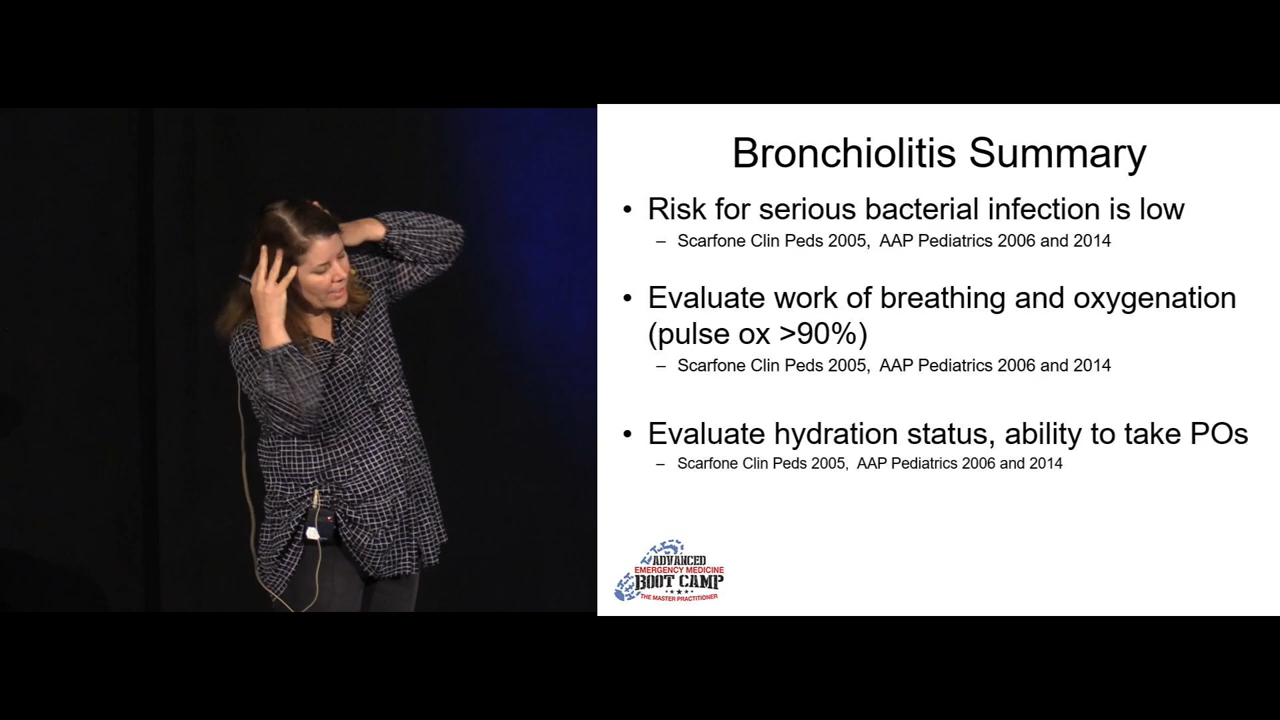 Bronchiolitis Summary
• Risk for serious bacterial infection is low
– Scarfone Clin Peds 2005, AAP Pediatrics 2006 and 2014
• Evaluate work of breathing and oxygenation
(pulse ox >90%)
– Scarfone Clin Peds 2005, AAP Pediatrics 2006 and 2014
• Evaluate hydration status, ability to take POs
– Scarfone Clin Peds 2005, AAP Pediatrics 2006 and 2014
ADVANCED
EMERGENCY MEDICINE
BOOT CAMP
THE MASTER PRACTITIONER